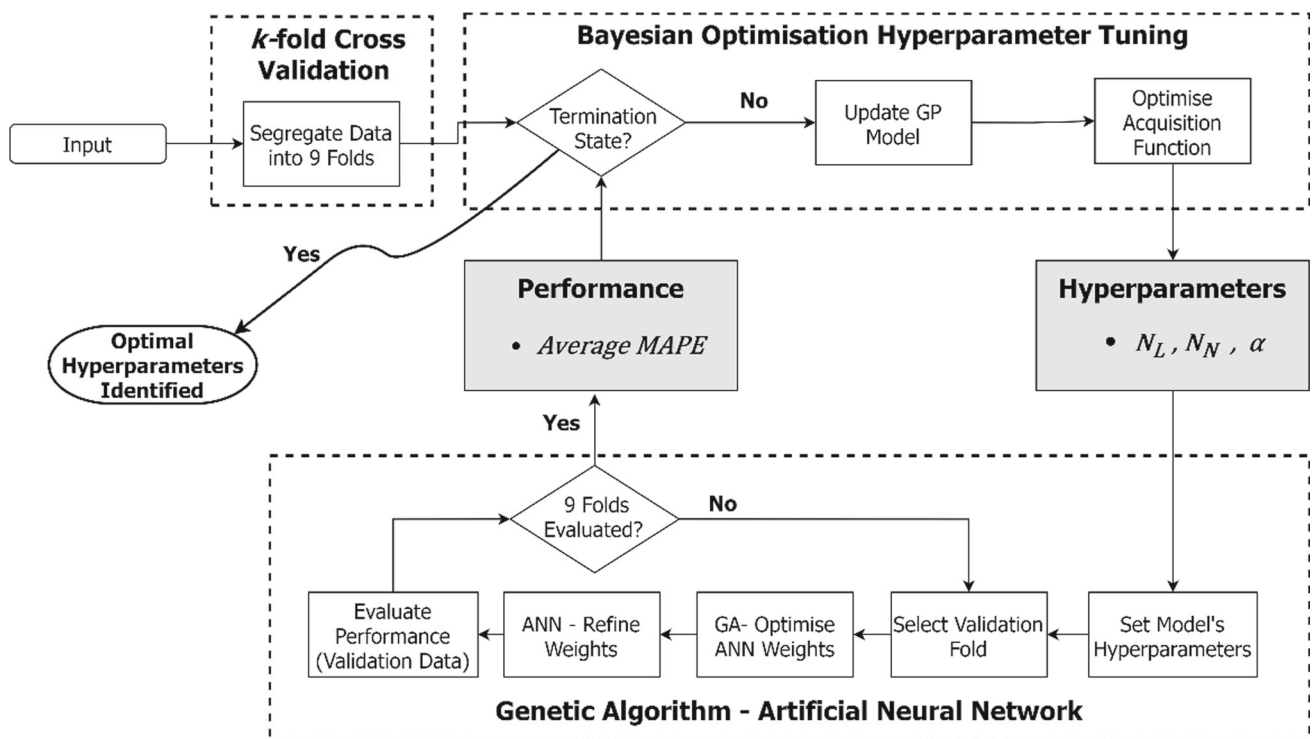 k-fold Cross
Validation
Bayesian Optimisation Hyperparameter Tuning
Input
Segregate Data
into 9 Folds
Termination
State?
No
Update GP
Model
Optimise
Acquisition
Function
Yes
Optimal
Hyperparameters
Identified
Performance
• Average MAPE
Hyperparameters
• N_L , N_N , α
Yes
9 Folds
Evaluated?
No
Evaluate
Performance
(Validation Data)
ANN - Refine
Weights
GA- Optimise
ANN Weights
Select Validation
Fold
Set Model's
Hyperparameters
Genetic Algorithm - Artificial Neural Network